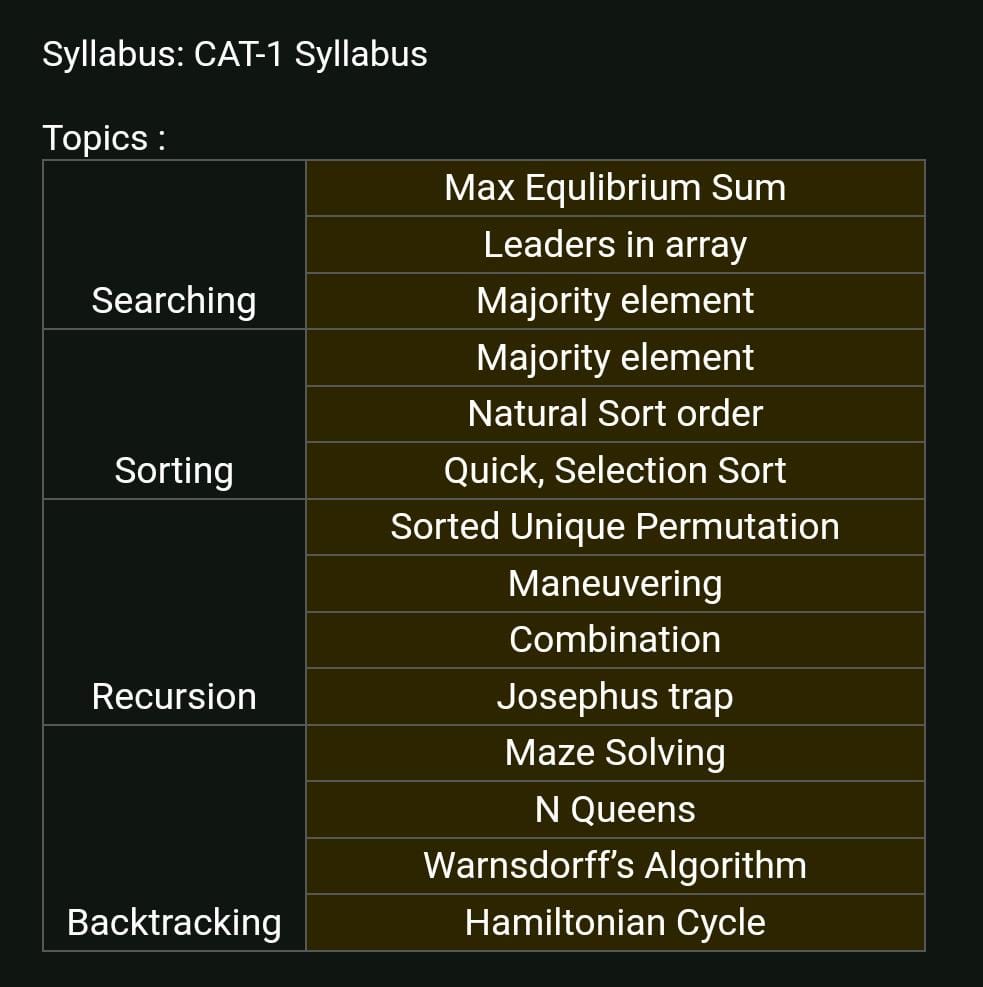 Syllabus: CAT-1 Syllabus
Topics :
Searching
Max Equlibrium Sum
Leaders in array
Majority element
Sorting
Majority element
Natural Sort order
Quick, Selection Sort
Recursion
Sorted Unique Permutation
Maneuvering
Combination
Josephus trap
Backtracking
Maze Solving
N Queens
Warnsdorff’s Algorithm
Hamiltonian Cycle